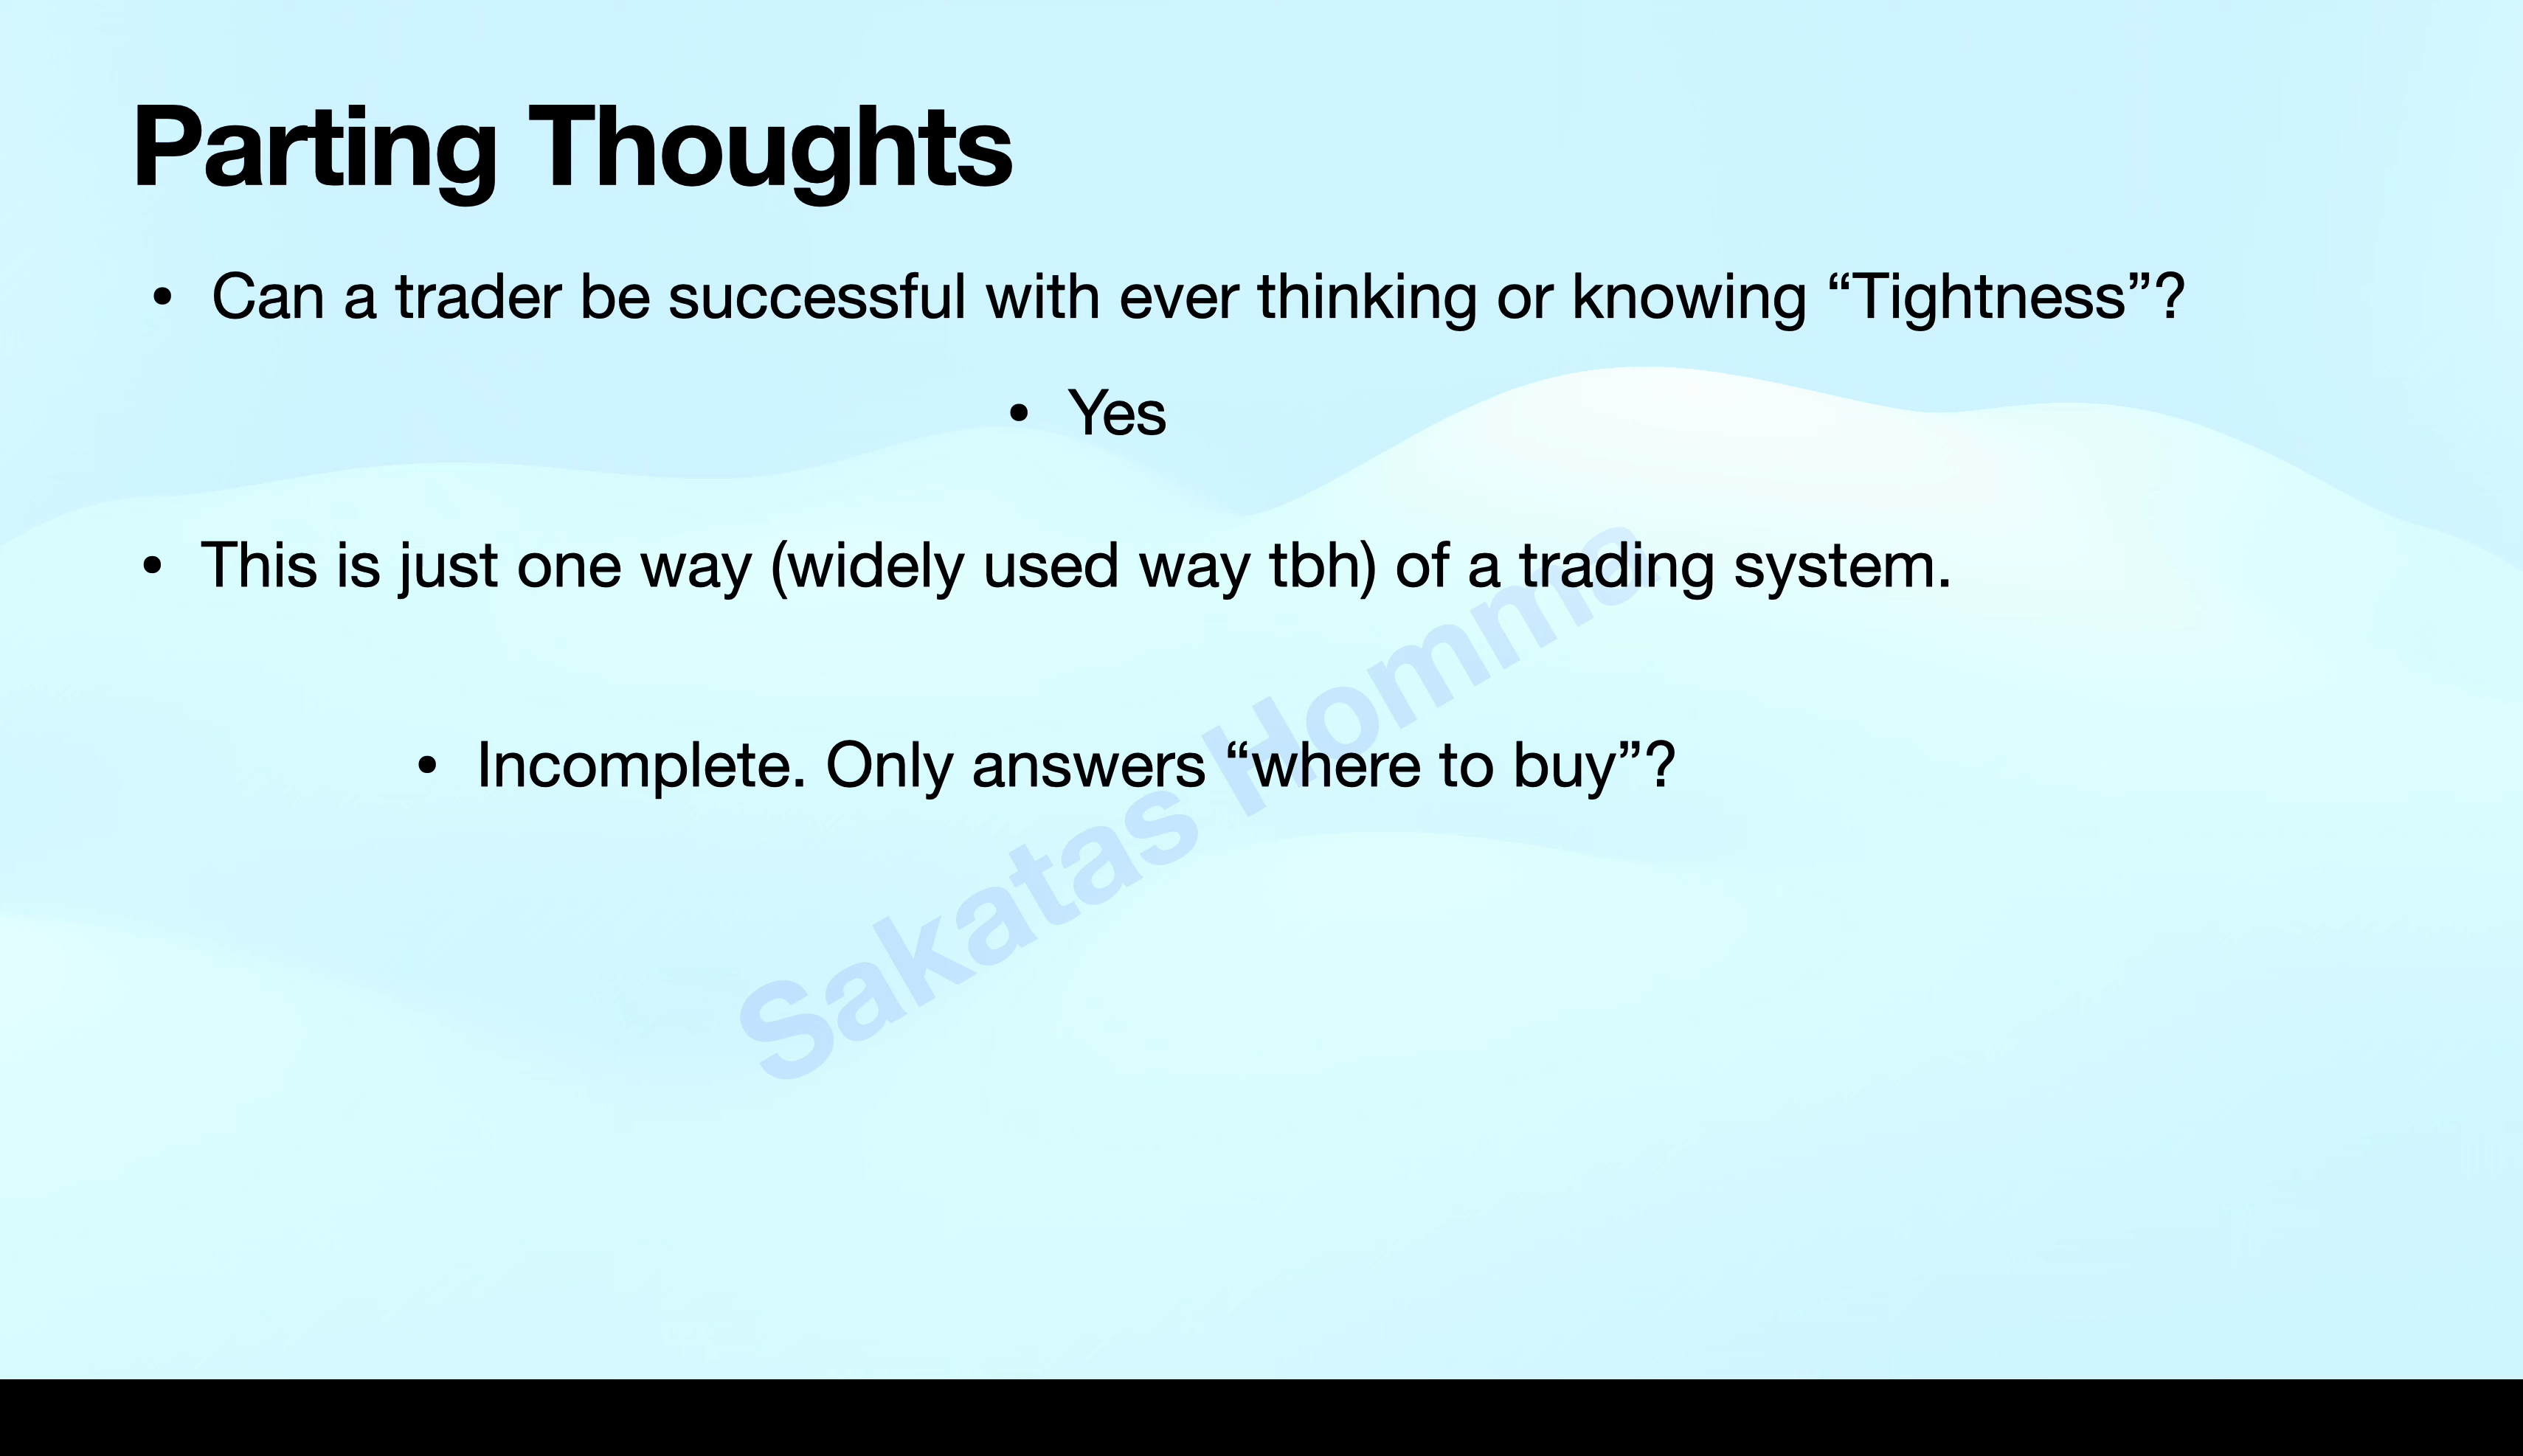 Parting Thoughts
• Can a trader be successful with ever thinking or knowing “Tightness”?
• Yes
• This is just one way (widely used way tbh) of a trading system.
• Incomplete. Only answers “where to buy”?
Sakatas Homma